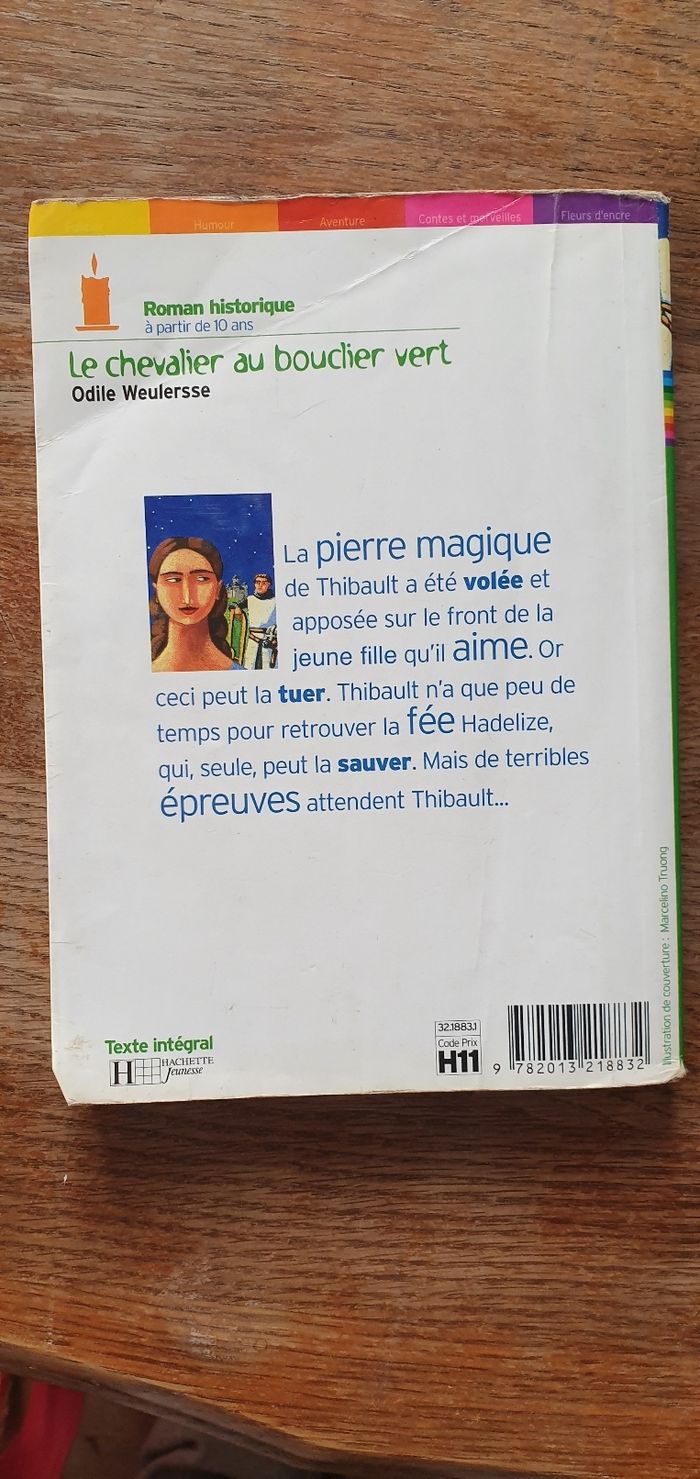 Humour
Aventure
Contes et merveilles
Fleurs d'encre
Roman historique
à partir de 10 ans
Le chevalier au bouclier vert
Odile Weulersse
La pierre magique
de Thibault a été volée et
apposée sur le front de la
jeune fille qu'il aime. Or
ceci peut la tuer. Thibault n'a que peu de
temps pour retrouver la fée Hadelize,
qui, seule, peut la sauver. Mais de terribles
épreuves attendent Thibault...
Illustration de couverture : Marcelino Truong
Texte intégral
H HACHETTE
Jeunesse
32.1883.1
Code Prix
H11
9 782013 218832